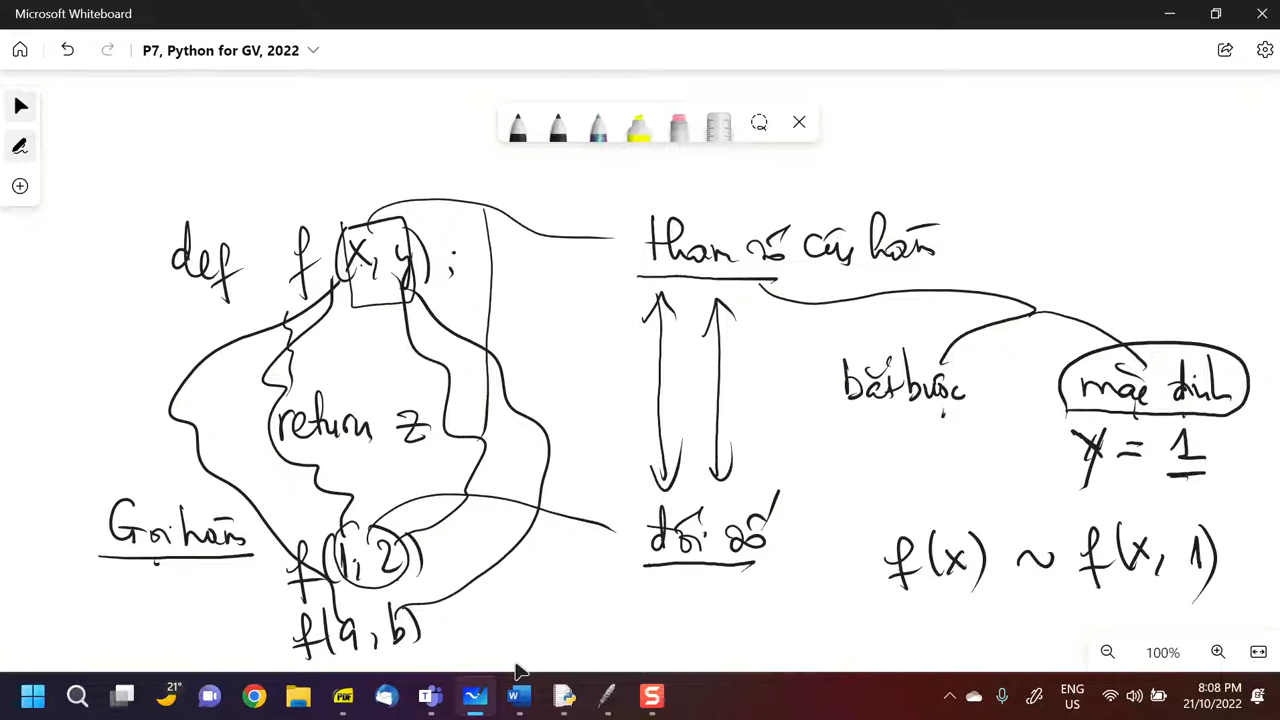 Microsoft Whiteboard
P7, Python for GV, 2022
def f(x, y):
tham số của hàm
bắt buộc
mặc định
y = 1
return z
Gọi hàm
f(1, 2)
đối số
f(x) ~ f(x, 1)
f(a, b)
100%
21°
PDF
ENG
US
8:08 PM
21/10/2022